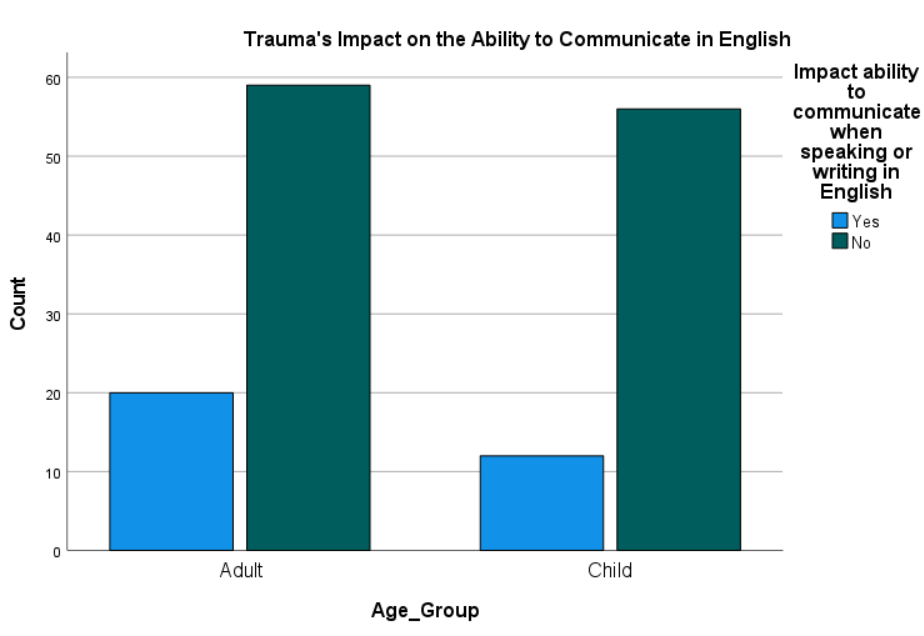 Trauma's Impact on the Ability to Communicate in English
Impact ability
to
communicate
when
speaking or
writing in
English
Yes
No
Count
60
50
40
30
20
10
0
Adult
Child
Age_Group